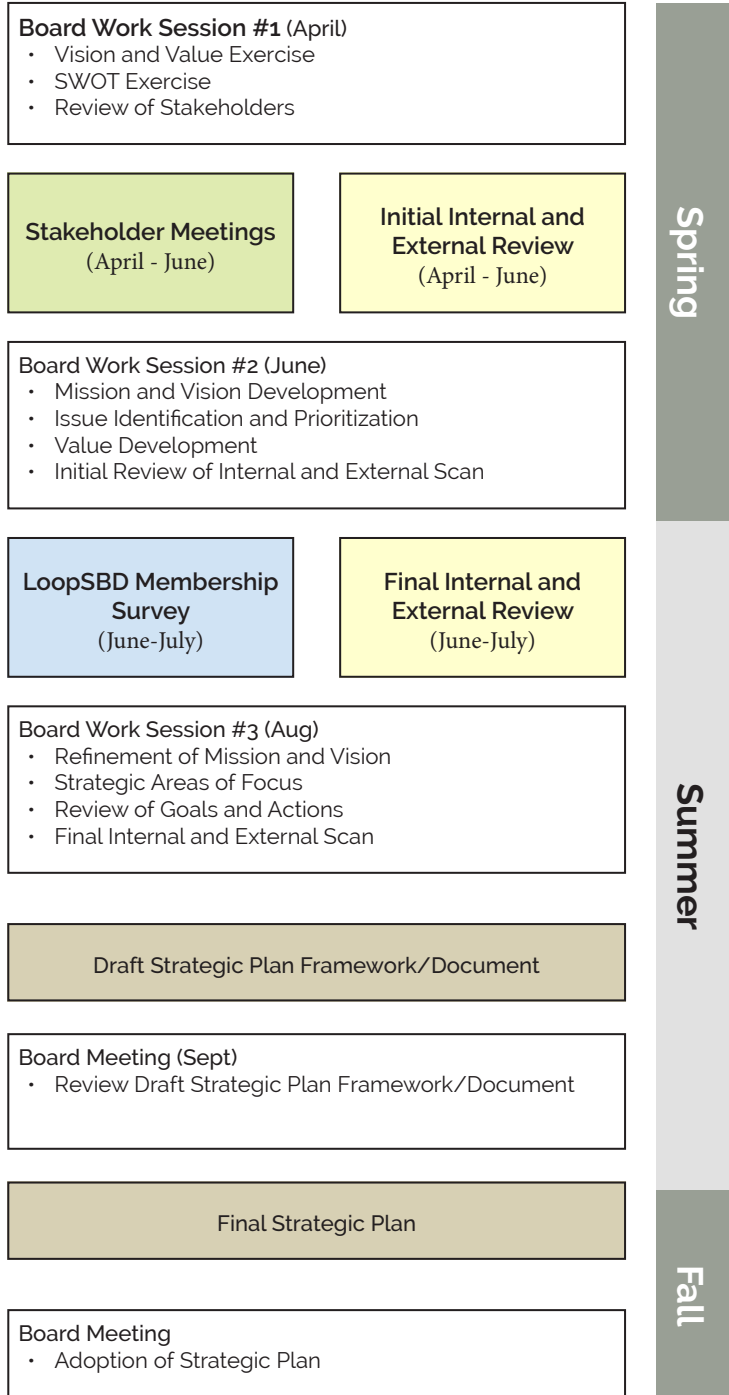 Board Work Session #1 (April)
• Vision and Value Exercise
• SWOT Exercise
• Review of Stakeholders
Stakeholder Meetings
(April - June)
Initial Internal and
External Review
(April - June)
Spring
Board Work Session #2 (June)
• Mission and Vision Development
• Issue Identification and Prioritization
• Value Development
• Initial Review of Internal and External Scan
LoopSBD Membership
Survey
(June-July)
Final Internal and
External Review
(June-July)
Board Work Session #3 (Aug)
• Refinement of Mission and Vision
• Strategic Areas of Focus
• Review of Goals and Actions
• Final Internal and External Scan
Summer
Draft Strategic Plan Framework/Document
Board Meeting (Sept)
• Review Draft Strategic Plan Framework/Document
Final Strategic Plan
Fall
Board Meeting
• Adoption of Strategic Plan